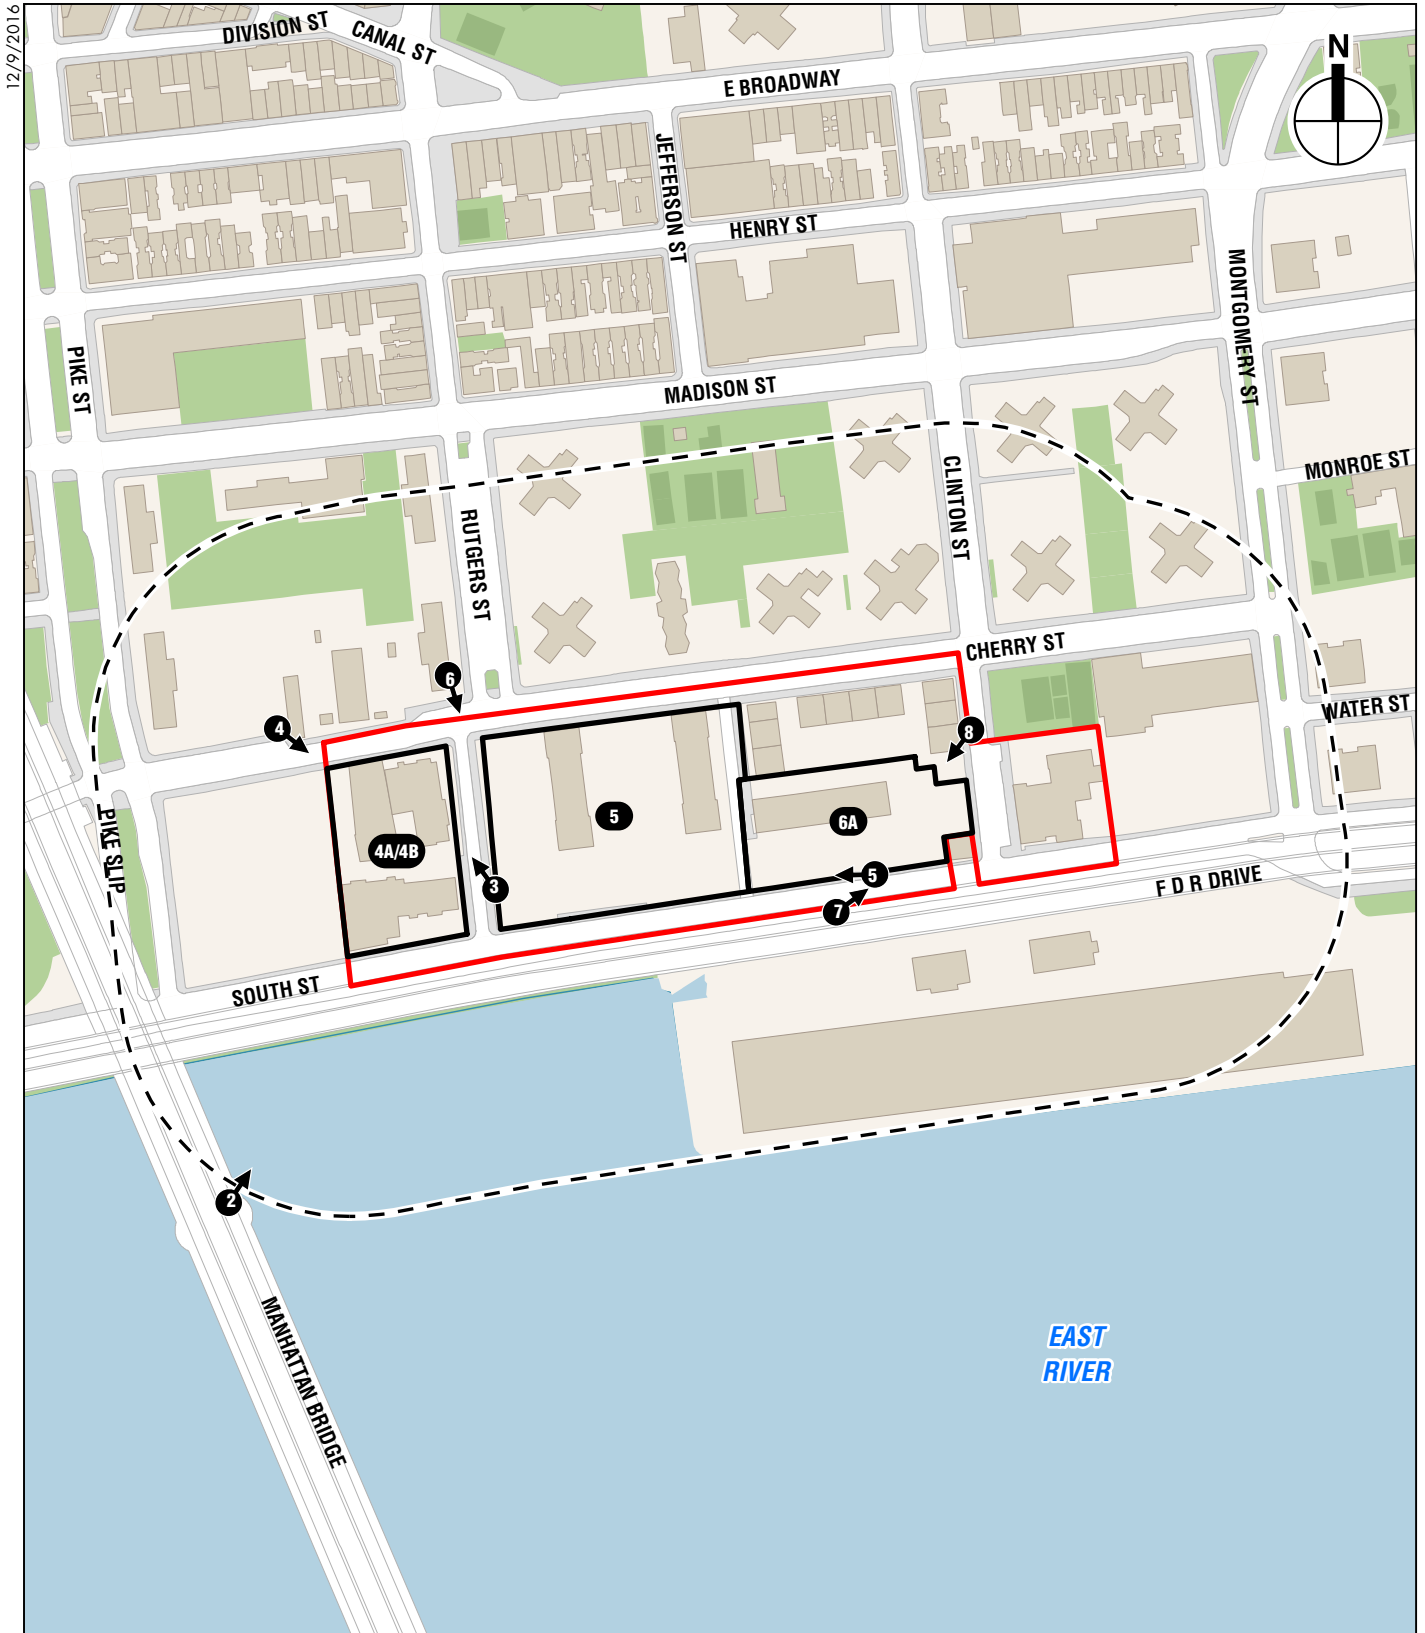 12/9/2016
DIVISION ST
CANAL ST
N
E BROADWAY
JEFFERSON ST
HENRY ST
MONTGOMERY ST
PIKE ST
MADISON ST
MONROE ST
CLINTON ST
RUTGERS ST
CHERRY ST
6
WATER ST
4
8
PIKE SLIP
5
6A
4A/4B
5
3
7
F D R DRIVE
SOUTH ST
2
MANHATTAN BRIDGE
EAST
RIVER